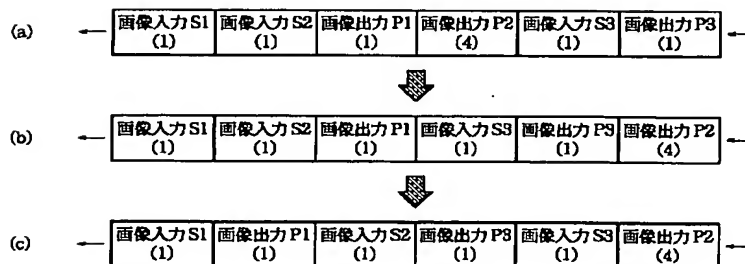 (a) 画像入力S1 画像入力S2 画像出力P1 画像出力P2 画像入力S3 画像出力P3
(1) (1) (1) (4) (1) (1)
(b) 画像入力S1 画像入力S2 画像出力P1 画像入力S3 画像出力P3 画像出力P2
(1) (1) (1) (1) (1) (4)
(c) 画像入力S1 画像出力P1 画像入力S2 画像出力P3 画像入力S3 画像出力P2
(1) (1) (1) (1) (1) (4)